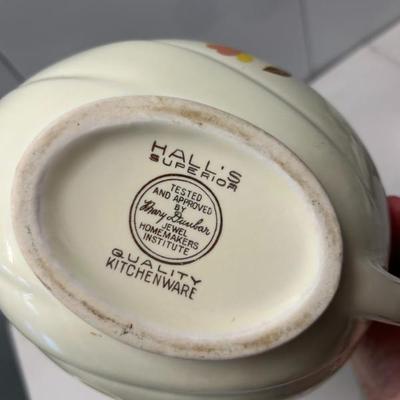 HALL'S
SUPERIOR
TESTED
AND APPROVED
BY
Mary Dunbar
JEWEL
HOMEMAKERS
INSTITUTE
QUALITY
KITCHENWARE